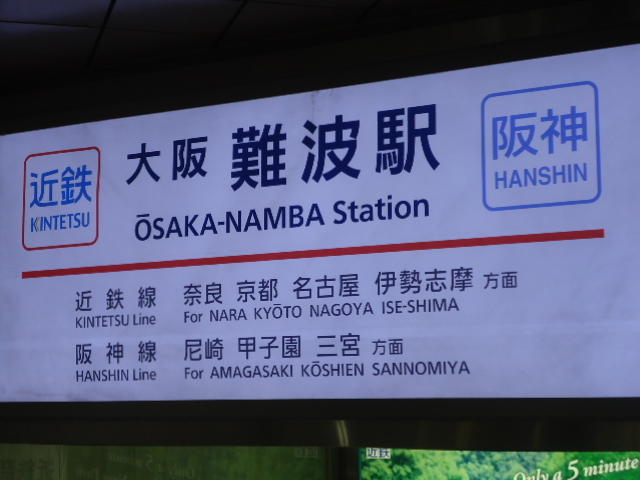 近鉄
KINTETSU
大阪難波駅
ŌSAKA-NAMBA Station
阪神
HANSHIN
近鉄線 奈良 京都 名古屋 伊勢志摩 方面
KINTETSU Line For NARA KYŌTO NAGOYA ISE-SHIMA
阪神線 尼崎 甲子園 三宮 方面
HANSHIN Line For AMAGASAKI KŌSHIEN SANNOMIYA
近鉄
Only a 5 minute